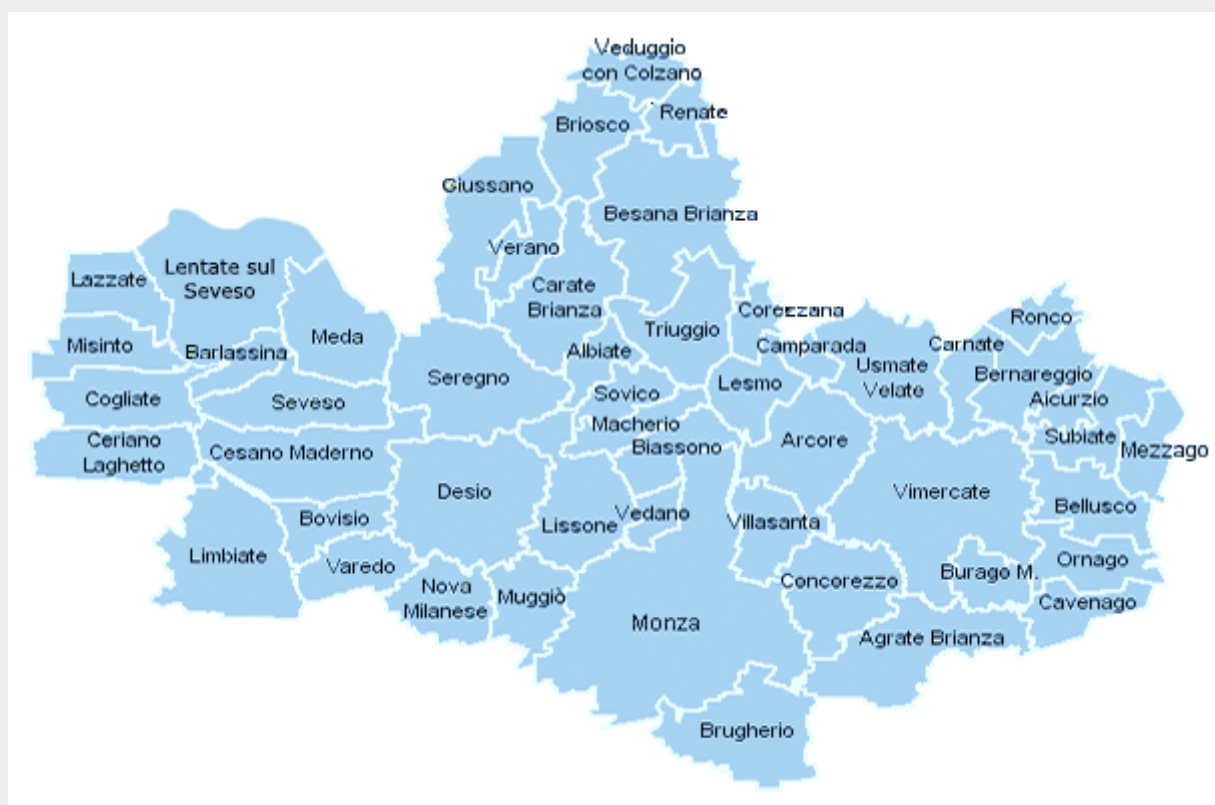 Veduggio
con Colzano
Renate
Briosco
Giussano
Besana Brianza
Verano
Lentate sul
Seveso
Lazzate
Carate
Brianza
Corezzana
Ronco
Triuggio
Meda
Misinto
Barlassina
Albiate
Camparada
Carnate
Usmate
Velate
Bernareggio
Seregno
Lesmo
Sovico
Cogliate
Seveso
Aicurzio
Macherio
Ceriano
Laghetto
Cesano Maderno
Biassono
Arcore
Subiate
Mezzago
Desio
Vimercate
Bellusco
Bovisio
Lissone
Vedano
Villasanta
Limbiate
Varedo
Ornago
Nova
Milanese
Muggiò
Concorezzo
Burago M.
Cavenago
Monza
Agrate Brianza
Brugherio